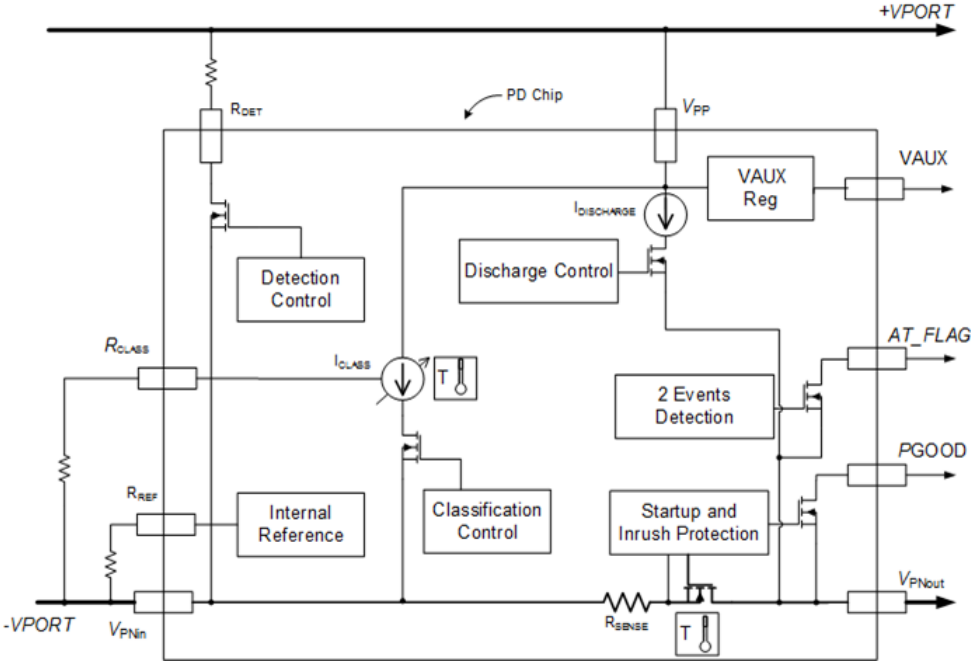 +VPORT
PD Chip
RDET
VPP
VAUX
VAUX
Reg
IDISCHARGE
Discharge Control
Detection
Control
RCLASS
ICLASS
T
AT_FLAG
2 Events
Detection
PGOOD
RREF
Internal
Reference
Classification
Control
Startup and
Inrush Protection
VPNout
-VPORT
VPNin
RSENSE
T